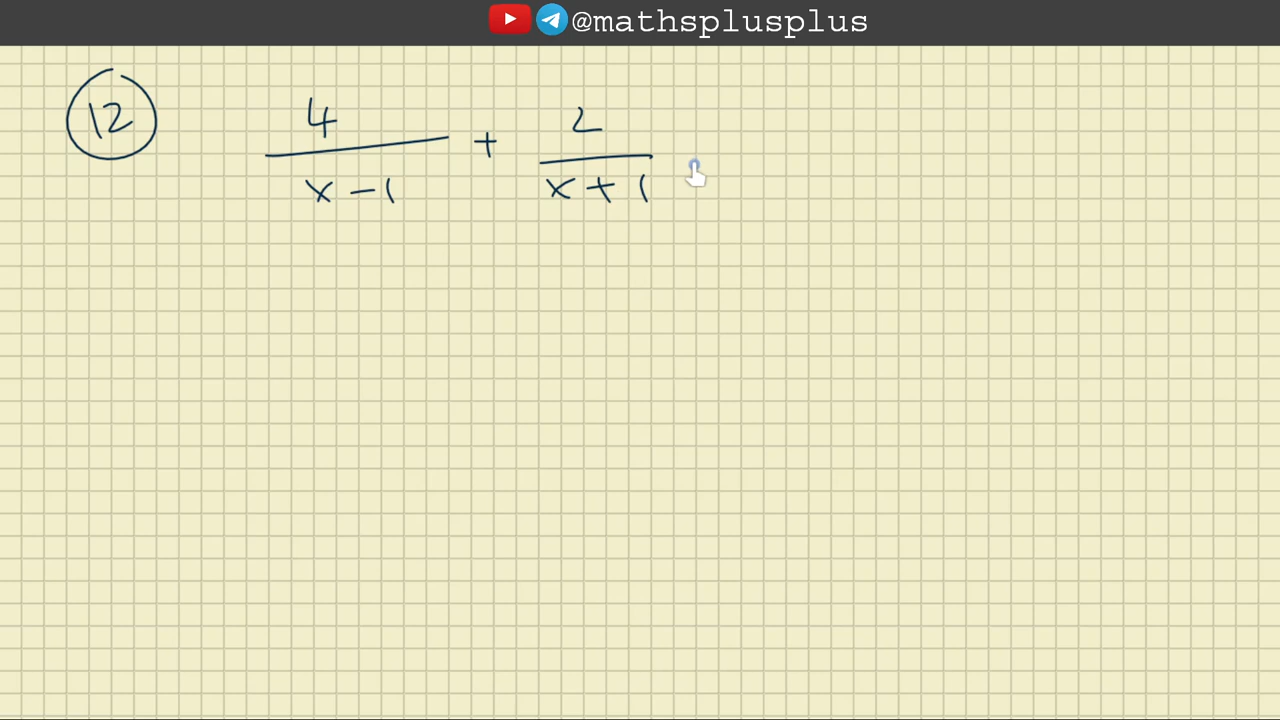 @mathsplusplus
12
4/(x-1) + 2/(x+1)